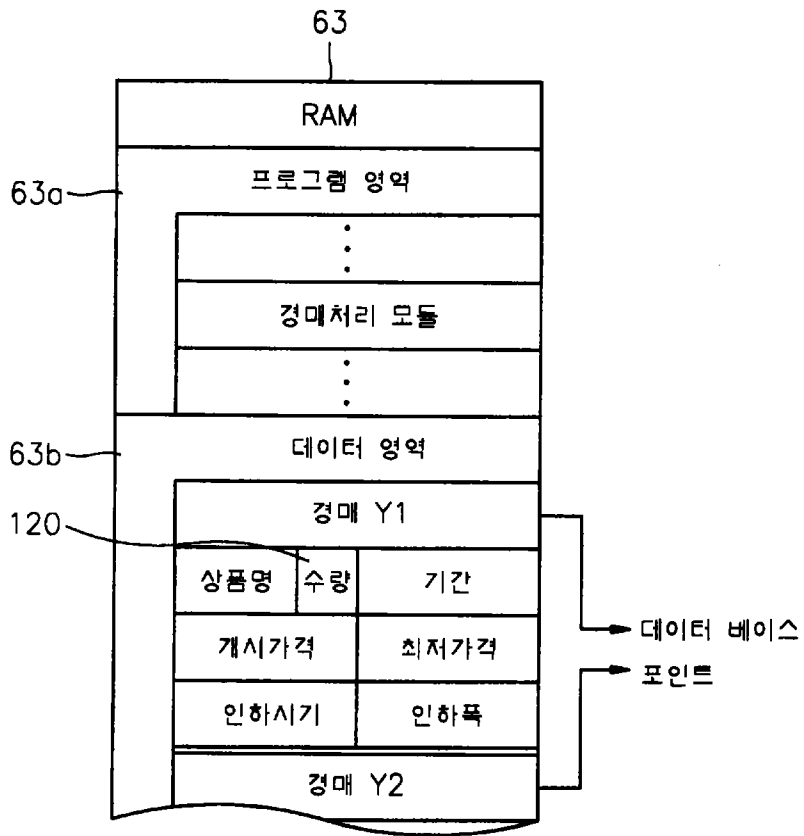 63
RAM
63a
프로그램 영역
경매처리 모듈
63b
데이터 영역
경매 Y1
120
상품명 수량 기간
개시가격 최저가격
데이터 베이스
포인트
인하시기 인하폭
경매 Y2